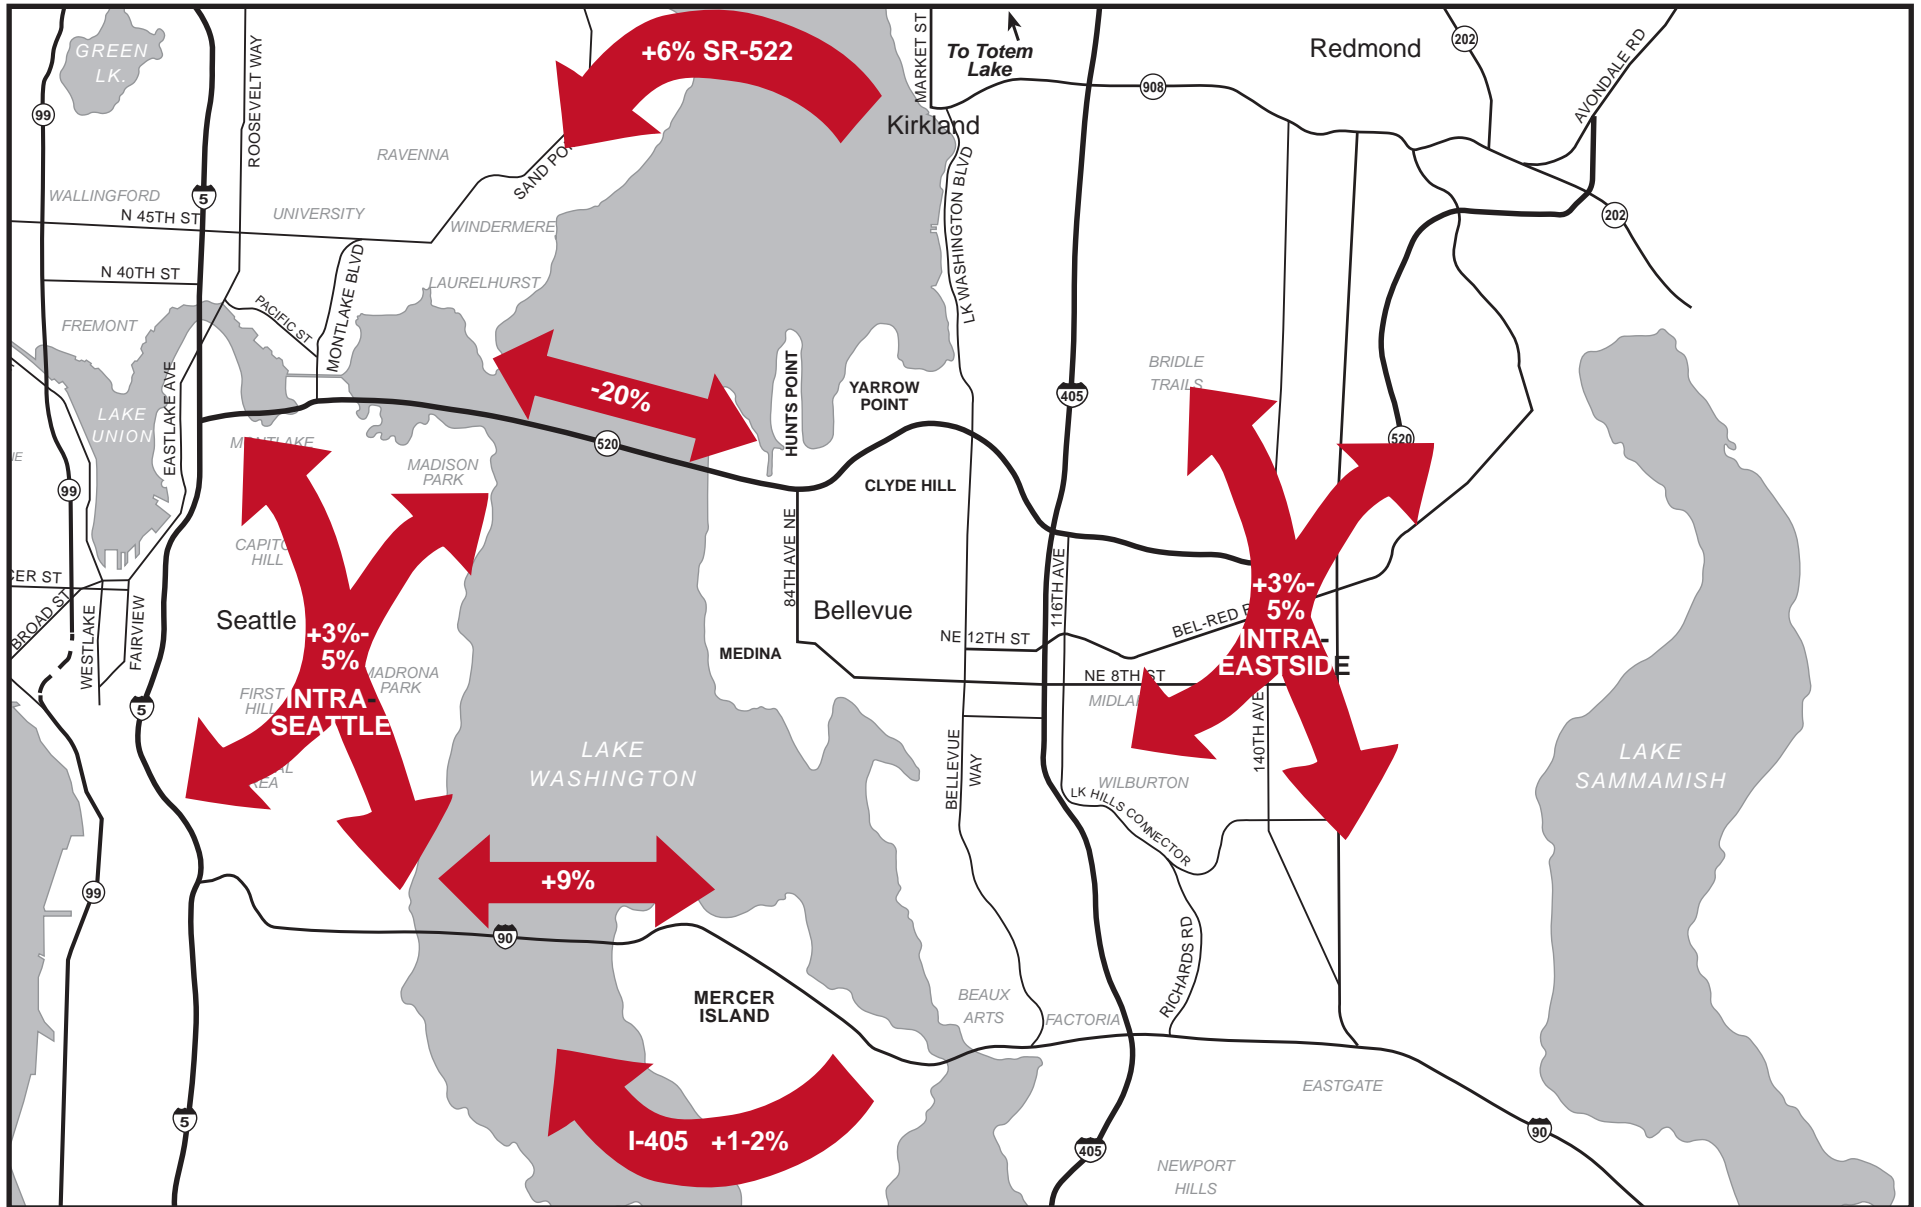 GREEN
LK.
ROOSEVELT WAY
+6% SR-522
MARKET ST
To Totem
Lake
Redmond
202
AVONDALE RD
99
908
Kirkland
RAVENNA
SAND
WALLINGFORD
5
N 45TH ST
UNIVERSITY
WINDERMERE
LK WASHINGTON BLVD
202
N 40TH ST
MONTLAKE BLVD
LAURELHURST
PACIFIC ST
FREMONT
EASTLAKE AVE
HUNTS POINT
BRIDLE
TRAILS
-20%
YARROW
POINT
405
LAKE
UNION
MONTLAKE
520
520
MADISON
PARK
99
CLYDE HILL
84TH AVE NE
CAPITOL
HILL
116TH AVE
CER ST
BROAD ST
WESTLAKE
FAIRVIEW
Seattle
+3%-
5%
INTRA-
SEATTLE
Bellevue
NE 12TH ST
BEL-RED
+3%-
5%
INTRA-
EASTSIDE
MEDINA
MADRONA
PARK
NE 8TH ST
FIRST
HILL
5
140TH AVE
LAKE
WASHINGTON
BELLEVUE
WAY
WILBURTON
LK HILLS CONNECTOR
LAKE
SAMMAMISH
+9%
99
90
RICHARDS RD
MERCER
ISLAND
BEAUX
ARTS
FACTORIA
EASTGATE
5
I-405 +1-2%
405
90
NEWPORT
HILLS